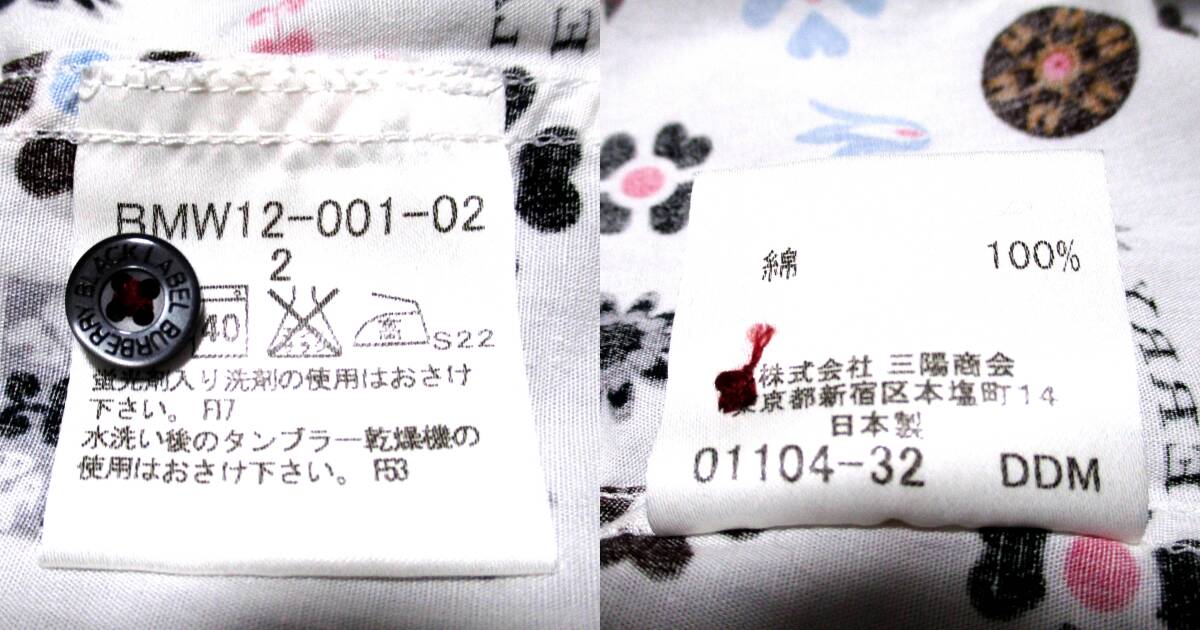 BMW12-001-02
2
BLACK LABEL BURBERRY
40
S22
蛍光剤入り洗剤の使用はおさけ
下さい。 F17
水洗い後のタンブラー乾燥機の
使用はおさけ下さい。 F53
綿 100%
株式会社 三陽商会
東京都新宿区本塩町14
日本製
01104-32 DDM